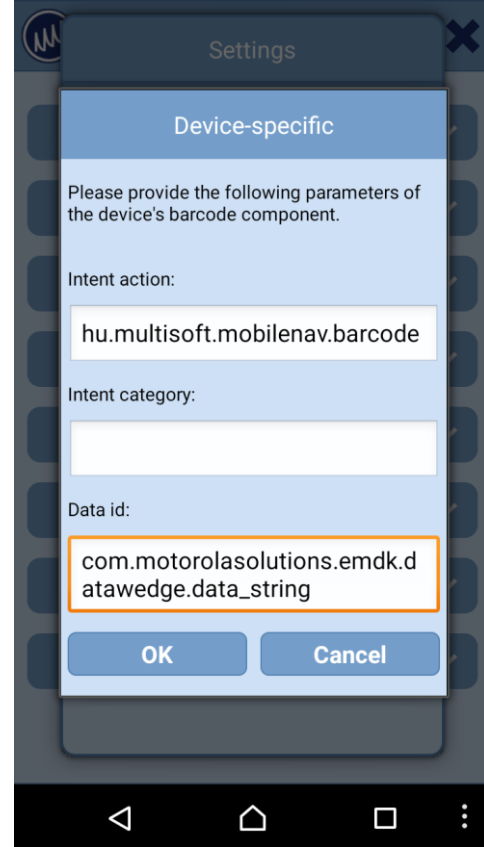 Settings
Device-specific
Please provide the following parameters of
the device's barcode component.
Intent action:
hu.multisoft.mobilenav.barcode
Intent category:
Data id:
com.motorolasolutions.emdk.d
atawedge.data_string
OK
Cancel